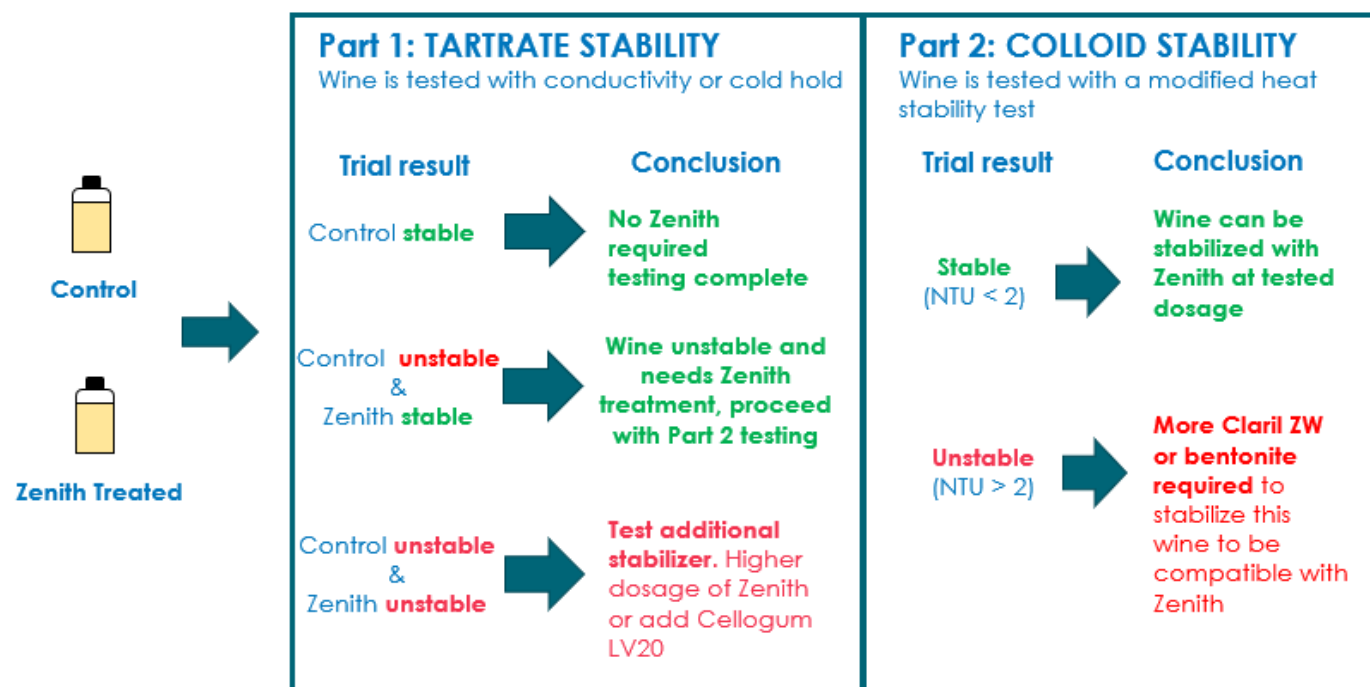 Control
Zenith Treated
Part 1: TARTRATE STABILITY
Wine is tested with conductivity or cold hold
Trial result
Conclusion
Control stable
No Zenith
required
testing complete
Control unstable
&
Zenith stable
Wine unstable and
needs Zenith
treatment, proceed
with Part 2 testing
Control unstable
&
Zenith unstable
Test additional
stabilizer. Higher
dosage of Zenith
or add Cellogum
LV20
Part 2: COLLOID STABILITY
Wine is tested with a modified heat
stability test
Trial result
Conclusion
Stable
(NTU < 2)
Wine can be
stabilized with
Zenith at tested
dosage
Unstable
(NTU > 2)
More Claril ZW
or bentonite
required to
stabilize this
wine to be
compatible with
Zenith